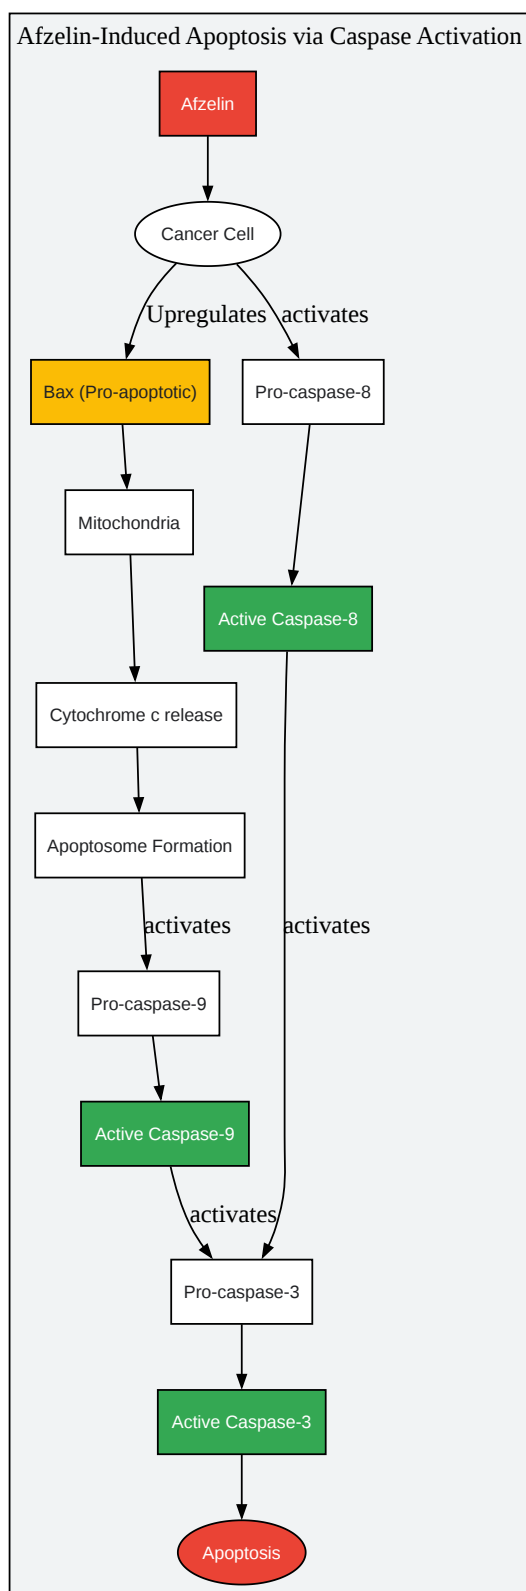 Afzelin-Induced Apoptosis via Caspase Activation
Afzelin
Cancer Cell
Upregulates
activates
Bax (Pro-apoptotic)
Pro-caspase-8
Mitochondria
Active Caspase-8
Cytochrome c release
Apoptosome Formation
activates
activates
Pro-caspase-9
Active Caspase-9
activates
Pro-caspase-3
Active Caspase-3
Apoptosis